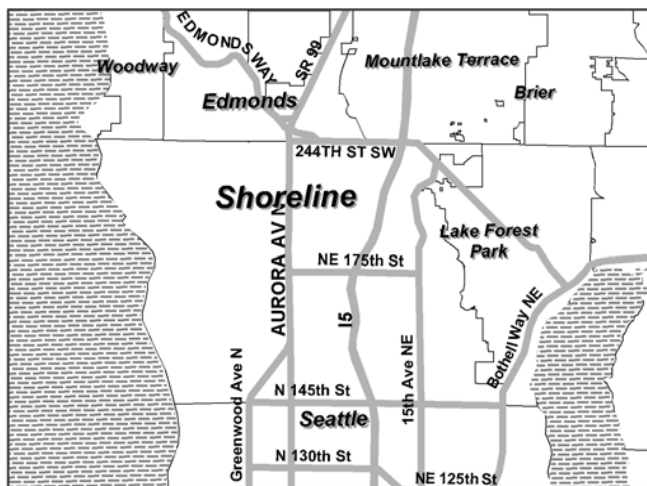 EDMONDS WAY
SR 99
Woodway
Mountlake Terrace
Brier
Edmonds
244TH ST SW
Shoreline
AURORA AV N
Lake Forest
Park
NE 175th St
I5
15th Ave NE
Bothell Way NE
Greenwood Ave N
N 145th St
Seattle
N 130th St
NE 125th St